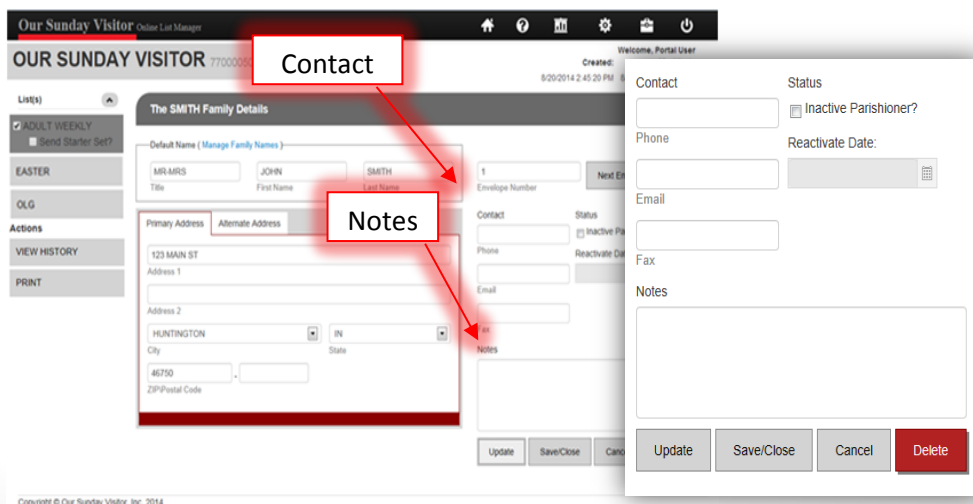 Our Sunday Visitor Online List Manager
OUR SUNDAY VISITOR
Welcome, Portal User
Created:
8/20/2014 2 45 20 PM
Contact
Notes
List(s)
ADULT WEEKLY
Send Starter Set?
EASTER
OLG
Actions
VIEW HISTORY
PRINT
The SMITH Family Details
Default Name ( Manage Family Names )
MR-MRS JOHN SMITH
Title First Name Last Name
1
Envelope Number
Primary Address Alternate Address
123 MAIN ST
Address 1
Address 2
HUNTINGTON IN
City State
46750 -
ZIP\Postal Code
Contact Status
Inactive
Phone Reactivate
Email
Fax
Notes
Update Save/Close
Contact Status
Inactive Parishioner?
Phone Reactivate Date:
Email
Fax
Notes
Update Save/Close Cancel Delete
Copyright © Our Sunday Visitor, Inc. 2014